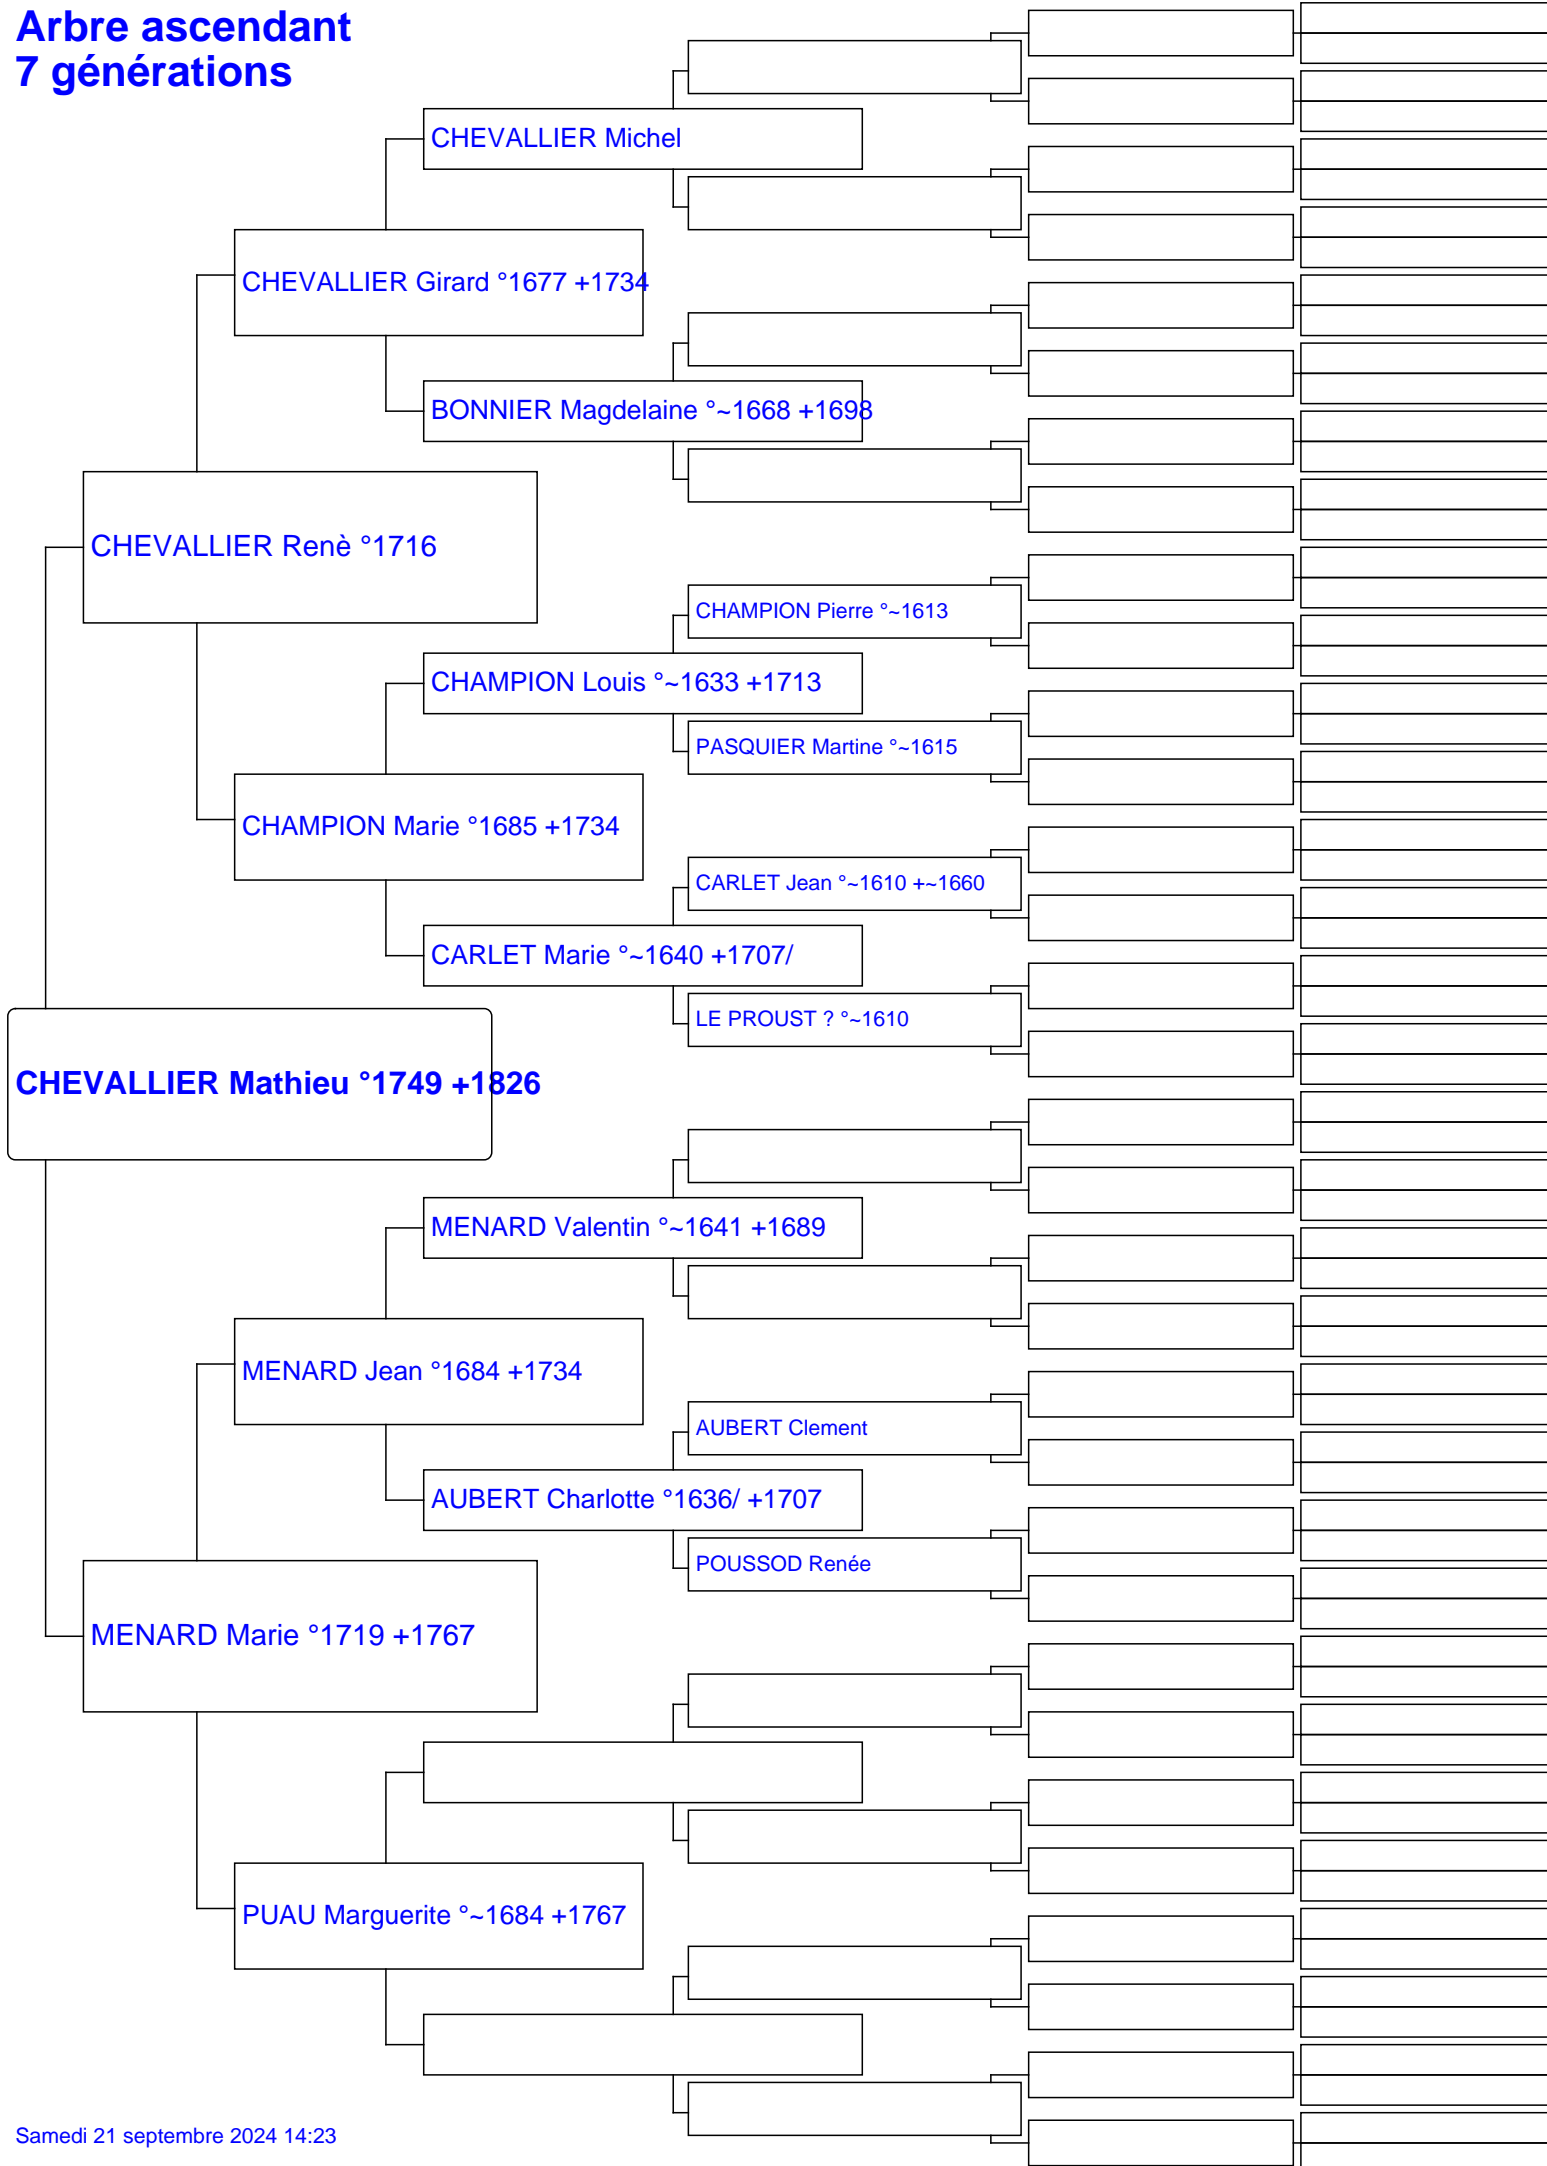 Arbre ascendant
7 générations
CHEVALLIER Michel
CHEVALLIER Girard °1677 +1734
BONNIER Magdelaine °~1668 +1698
CHEVALLIER Renè °1716
CHAMPION Pierre °~1613
CHAMPION Louis °~1633 +1713
PASQUIER Martine °~1615
CHAMPION Marie °1685 +1734
CARLET Jean °~1610 +~1660
CARLET Marie °~1640 +1707/
LE PROUST ? °~1610
CHEVALLIER Mathieu °1749 +1826
MENARD Valentin °~1641 +1689
MENARD Jean °1684 +1734
AUBERT Clement
AUBERT Charlotte °1636/ +1707
POUSSOD Renée
MENARD Marie °1719 +1767
PUAU Marguerite °~1684 +1767
Samedi 21 septembre 2024 14:23